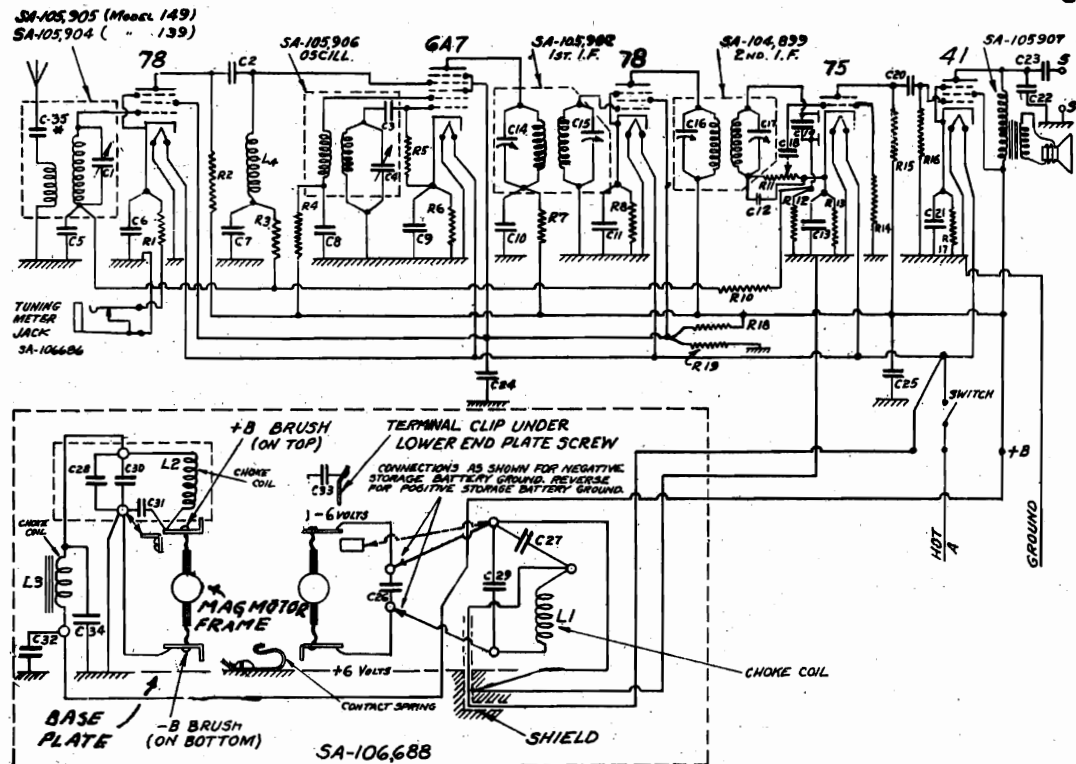 SA-105,905 (MODEL 149)
SA-105,904 ( " 139)
78
C2
SA-105,906
OSCILL.
6A7
SA-105,902
1ST. I.F.
78
SA-104,899
2ND. I.F.
75
C20
41
SA-105907
C23
S
S
C22
C-35
*
C1
R2
L4
C3
C4
R5
C14
C15
C16
C17
C19
C18
R11
R15
R16
C6
R1
C5
C7
R3
R4
C8
C9
R6
C10
R7
C11
R8
C12
R12
C13
R13
R14
C21
R
17
TUNING
METER
JACK
SA-106686
R10
R18
R19
C24
C25
SWITCH
+B
HOT
A
GROUND
+B BRUSH
(ON TOP)
TERMINAL CLIP UNDER
LOWER END PLATE SCREW
CONNECTIONS AS SHOWN FOR NEGATIVE
STORAGE BATTERY GROUND. REVERSE
FOR POSITIVE STORAGE BATTERY GROUND.
C28
C30
L2
CHOKE
COIL
C31
C33
-6 VOLTS
CHOKE
COIL
L3
C34
C32
MAGMOTOR
FRAME
C26
C27
C29
L1
CHOKE COIL
+6 VOLTS
CONTACT SPRING
BASE
PLATE
-B BRUSH
(ON BOTTOM)
SHIELD
SA-106,688